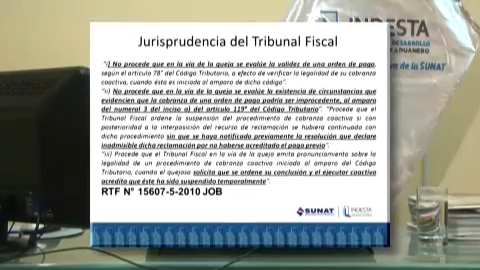 Jurisprudencia del Tribunal Fiscal
"i) No procede que en la vía de la queja se evalúe la validez de una orden de pago,
según el artículo 78° del Código Tributario, a efecto de verificar la legalidad de su cobranza
coactiva, cuando ésta es iniciada al amparo de dicho código".
"ii) No procede que en la vía de la queja se evalúe la existencia de circunstancias que
evidencien que la cobranza de una orden de pago podría ser improcedente, al amparo
del numeral 3 del inciso a) del artículo 119° del Código Tributario". "Procede que el
Tribunal Fiscal ordene la suspensión del procedimiento de cobranza coactiva si con
posterioridad a la interposición del recurso de reclamación se hubiera continuado con
dicho procedimiento sin que se haya notificado previamente la resolución que declare
inadmisible dicha reclamación por no haberse acreditado el pago previo".
"iii) Procede que el Tribunal Fiscal en la vía de la queja emita pronunciamiento sobre la
legalidad de un procedimiento de cobranza coactiva iniciado al amparo del Código
Tributario, cuando el quejoso solicita que se ordene su conclusión y el ejecutor coactivo
acredita que éste ha sido suspendido temporalmente".
RTF N° 15607-5-2010 JOB
SUNAT
INDESTA
INDESTA
DESARROLLO
ADUANERO
de la SUNAT